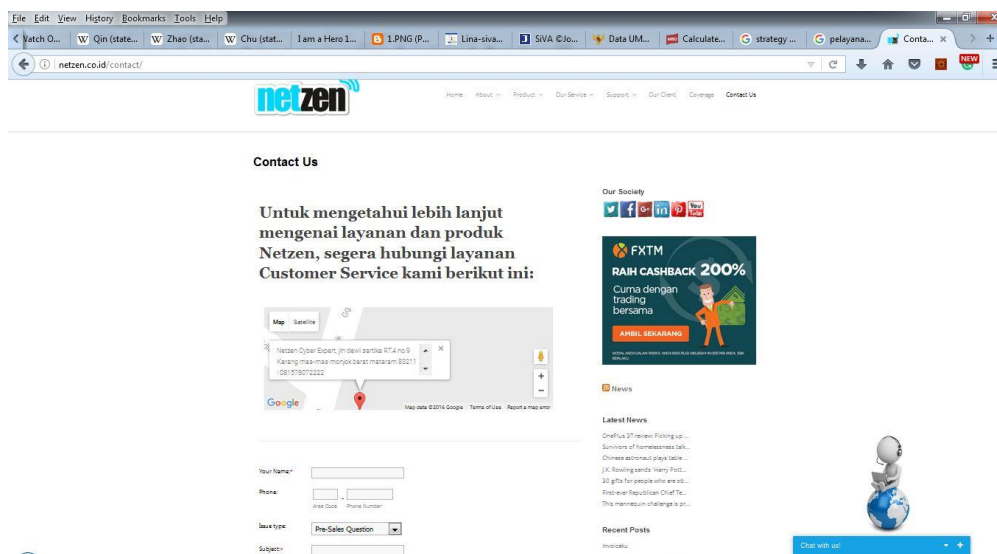 File Edit View History Bookmarks Tools Help
Vatch O... Qin (state... Zhao (sta... Chu (stat... I am a Hero 1... 1.PNG (P... Lina-siva... SiVA ©Jo... Data UM... Calculate... strategy ... pelayana... Conta...
netzen.co.id/contact/
NEW
netzen
Home About Product Our Service Support Our Client Coverage Contact Us
Contact Us
Untuk mengetahui lebih lanjut
mengenai layanan dan produk
Netzen, segera hubungi layanan
Customer Service kami berikut ini:
Map Satellite
Netzen Cyber Expert, jln dewi sartika RT.4 no.9
Karang mas-mas monjok barat mataram 83211
081578072222
Google
Map data ©2016 Google Terms of Use Report a map error
Your Name:*
Phone
Area Code Phone Number
Issue type:
Pre-Sales Question
Subject:*
Our Society
You Tube
FXTM
RAIH CASHBACK 200%
Cuma dengan
trading
bersama
AMBIL SEKARANG
News
Latest News
OnePlus 3T review: Picking up ...
Survivors of homelessness talk...
Chinese astronaut plays table ...
J.K. Rowling sends 'Harry Pott...
30 gifts for people who are ob...
First-ever Republican Chief Te...
This mannequin challenge is pr...
Recent Posts
Invoiceku
Chat with us!